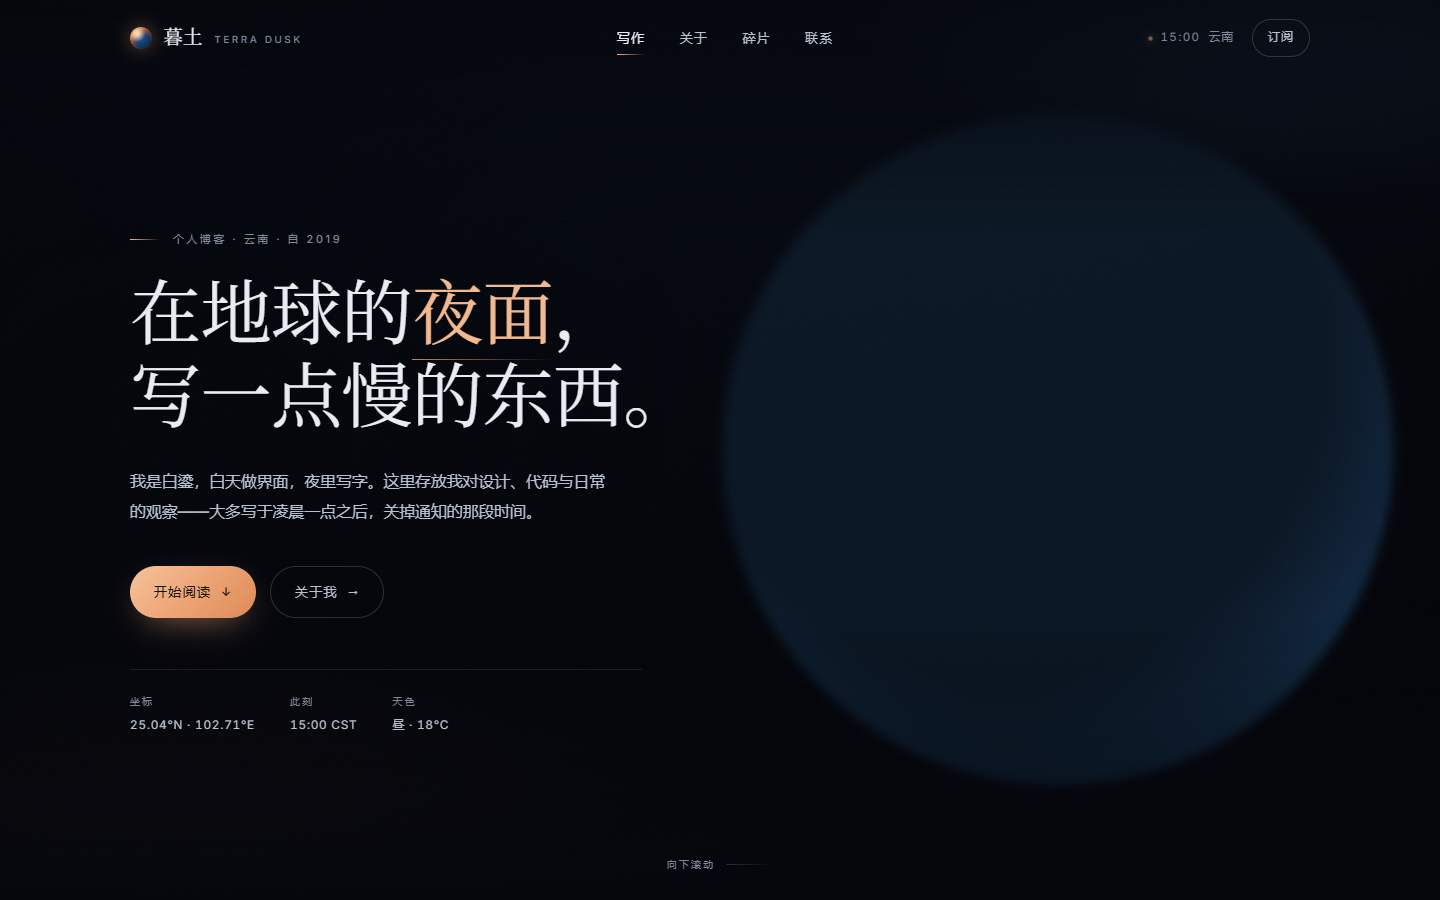 暮土 TERRA DUSK
写作 关于 碎片 联系
15:00 云南 订阅
个人博客 · 云南 · 自 2019
在地球的夜面，
写一点慢的东西。
我是白鎏，白天做界面，夜里写字。这里存放我对设计、代码与日常
的观察——大多写于凌晨一点之后，关掉通知的那段时间。
开始阅读 ↓ 关于我 →
坐标 此刻 天色
25.04°N · 102.71°E 15:00 CST 昼 · 18°C
向下滚动